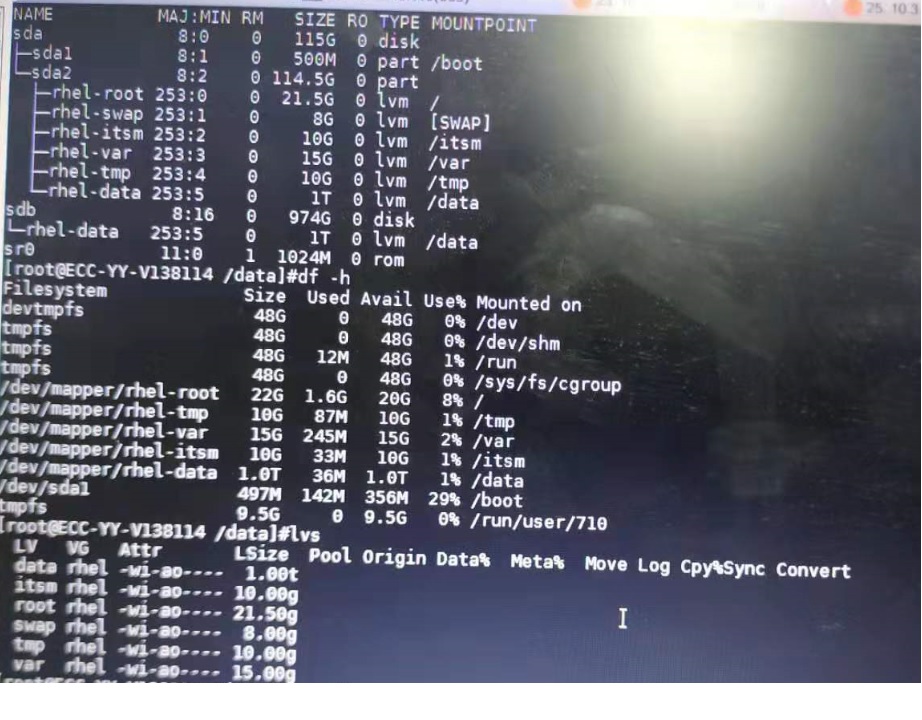 25. 10.3
NAME MAJ:MIN RM SIZE RO TYPE MOUNTPOINT
sda 8:0 0 115G 0 disk
├─sda1 8:1 0 500M 0 part /boot
└─sda2 8:2 0 114.5G 0 part
├─rhel-root 253:0 0 21.5G 0 lvm /
├─rhel-swap 253:1 0 8G 0 lvm [SWAP]
├─rhel-itsm 253:2 0 10G 0 lvm /itsm
├─rhel-var 253:3 0 15G 0 lvm /var
├─rhel-tmp 253:4 0 10G 0 lvm /tmp
└─rhel-data 253:5 0 1T 0 lvm /data
sdb 8:16 0 974G 0 disk
└─rhel-data 253:5 0 1T 0 lvm /data
sr0 11:0 1 1024M 0 rom
[root@ECC-YY-V138114 /data]#df -h
Filesystem Size Used Avail Use% Mounted on
devtmpfs 48G 0 48G 0% /dev
tmpfs 48G 0 48G 0% /dev/shm
tmpfs 48G 12M 48G 1% /run
tmpfs 48G 0 48G 0% /sys/fs/cgroup
/dev/mapper/rhel-root 22G 1.6G 20G 8% /
/dev/mapper/rhel-tmp 10G 87M 10G 1% /tmp
/dev/mapper/rhel-var 15G 245M 15G 2% /var
/dev/mapper/rhel-itsm 10G 33M 10G 1% /itsm
/dev/mapper/rhel-data 1.0T 36M 1.0T 1% /data
/dev/sda1 497M 142M 356M 29% /boot
tmpfs 9.5G 0 9.5G 0% /run/user/710
[root@ECC-YY-V138114 /data]#lvs
LV VG Attr LSize Pool Origin Data% Meta% Move Log Cpy%Sync Convert
data rhel -wi-ao---- 1.00t
itsm rhel -wi-ao---- 10.00g
root rhel -wi-ao---- 21.50g
swap rhel -wi-ao---- 8.00g
tmp rhel -wi-ao---- 10.00g
var rhel -wi-ao---- 15.00g